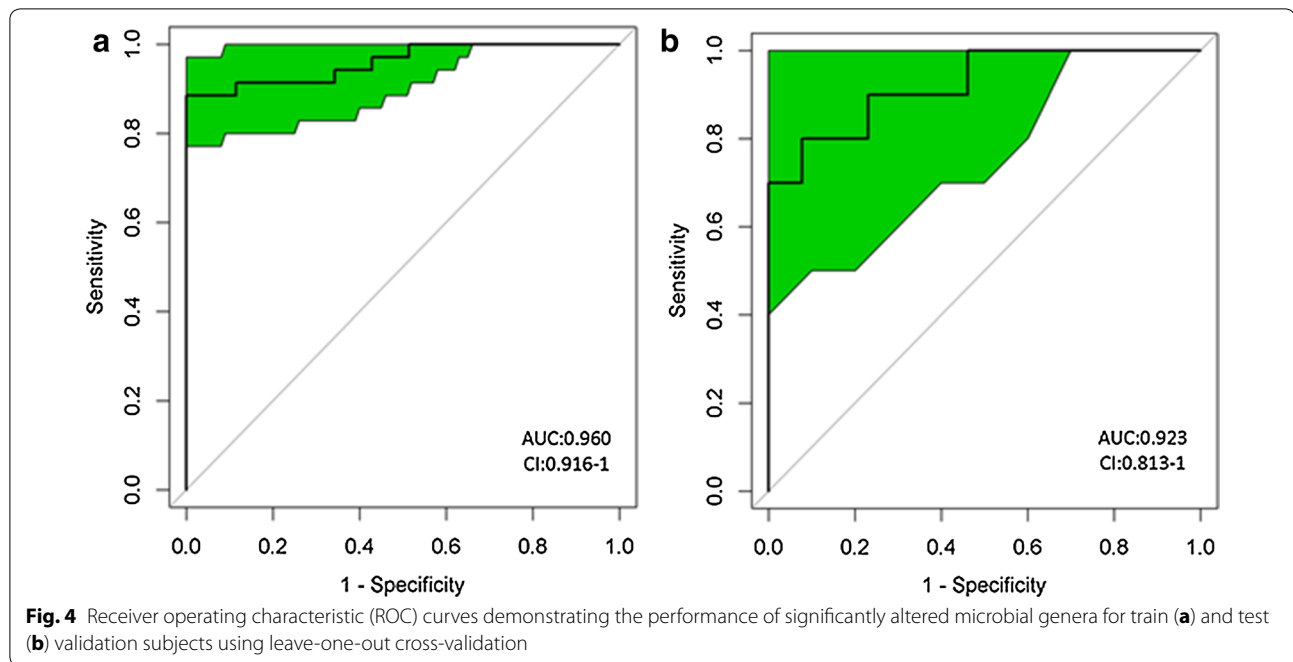 a
1.0
0.8
0.6
0.4
0.2
0.0
Sensitivity
AUC:0.960
CI:0.916-1
0.0 0.2 0.4 0.6 0.8 1.0
1 - Specificity
b
1.0
0.8
0.6
0.4
0.2
0.0
Sensitivity
AUC:0.923
CI:0.813-1
0.0 0.2 0.4 0.6 0.8 1.0
1 - Specificity
Fig. 4 Receiver operating characteristic (ROC) curves demonstrating the performance of significantly altered microbial genera for train (a) and test
(b) validation subjects using leave-one-out cross-validation